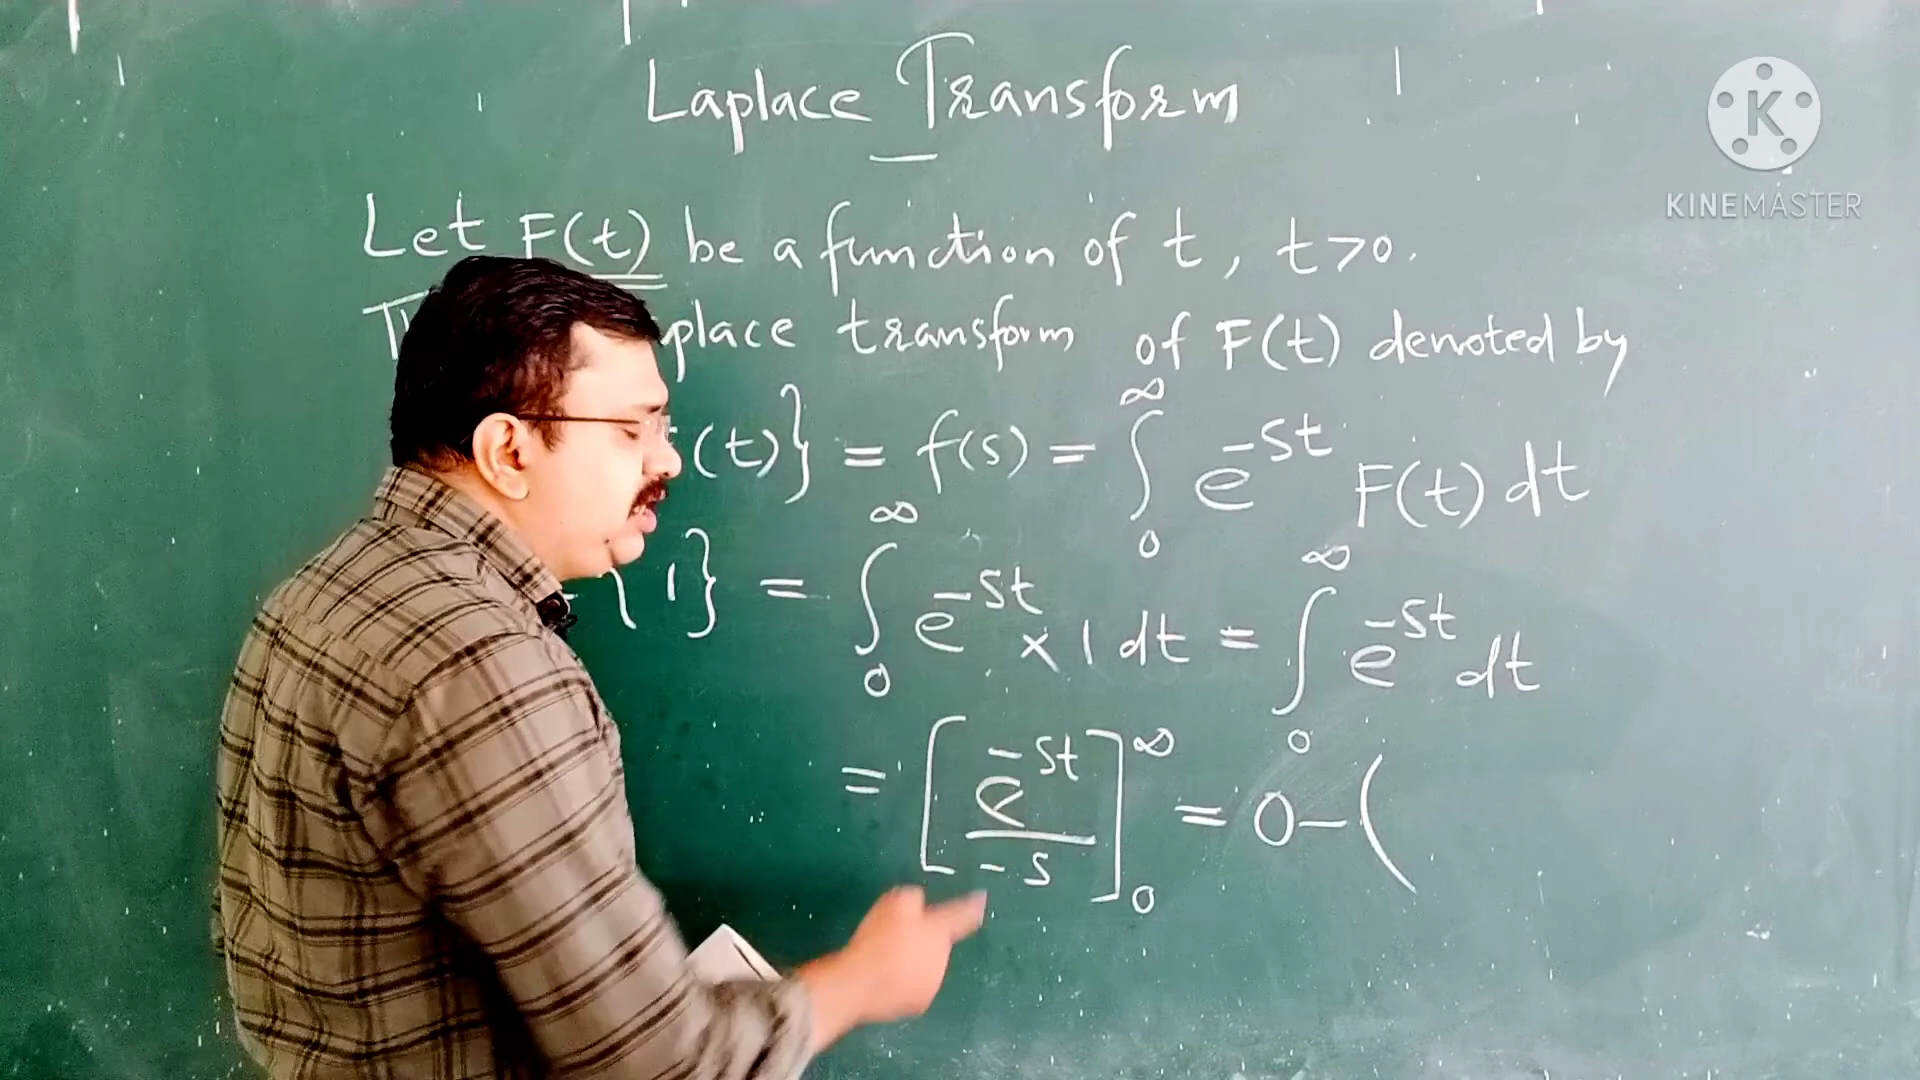 Laplace Transform
KINEMASTER
Let F(t) be a function of t, t>0.
place transform of F(t) denoted by
(t)} = f(s) = ∫₀^∞ e^{-st} F(t) dt
{1} = ∫₀^∞ e^{-st} × 1 dt = ∫₀^∞ e^{-st} dt
= [e^{-st}/-s]₀^∞ = 0-(